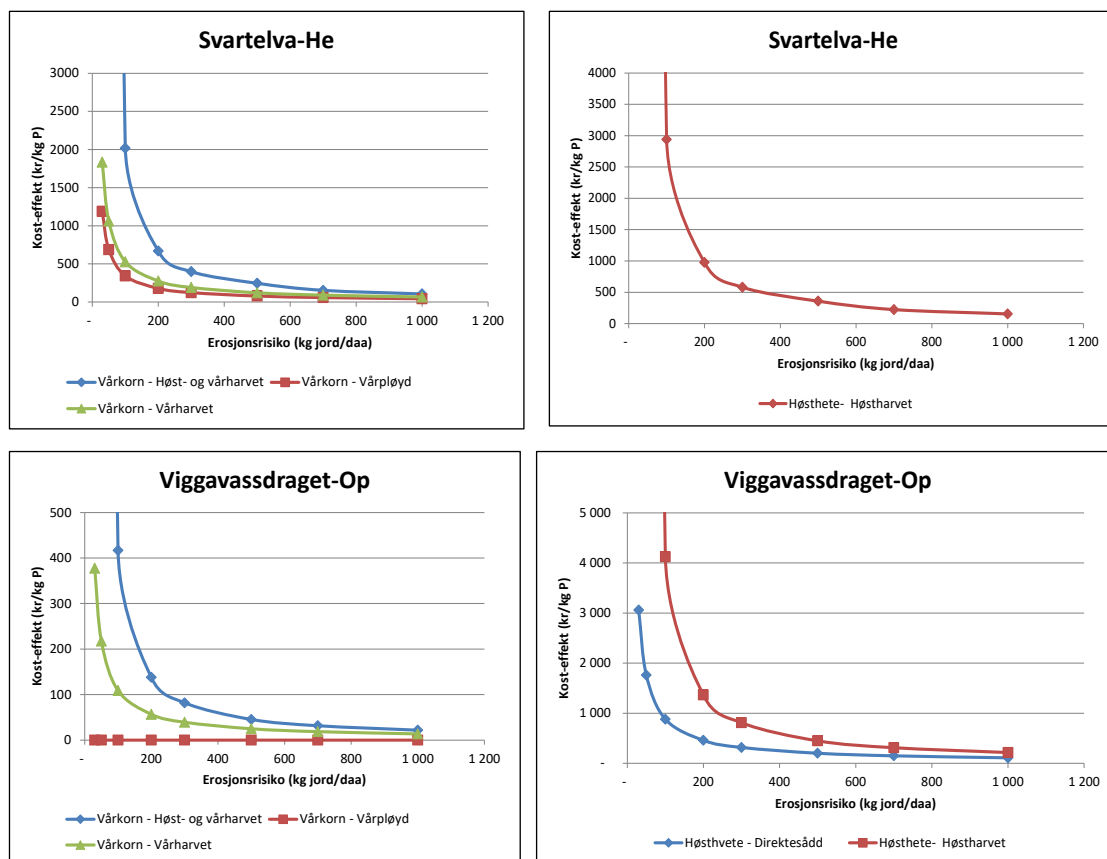 Svartelva-He
Kost-effekt (kr/kg P)
3000
2500
2000
1500
1000
500
0
- 200 400 600 800 1 000 1 200
Erosjonsrisiko (kg jord/daa)
Vårkorn - Høst- og vårharvet
Vårkorn - Vårpløyd
Vårkorn - Vårharvet
Svartelva-He
Kost-effekt (kr/kg P)
4000
3500
3000
2500
2000
1500
1000
500
0
- 200 400 600 800 1 000 1 200
Erosjonsrisiko (kg jord/daa)
Høsthete- Høstharvet
Viggavassdraget-Op
Kost-effekt (kr/kg P)
500
400
300
200
100
0
- 200 400 600 800 1 000 1 200
Erosjonsrisiko (kg jord/daa)
Vårkorn - Høst- og vårharvet
Vårkorn - Vårpløyd
Vårkorn - Vårharvet
Viggavassdraget-Op
Kost-effekt (kr/kg P)
5 000
4 000
3 000
2 000
1 000
-
- 200 400 600 800 1 000 1 200
Erosjonsrisiko (kg jord/daa)
Høsthvete - Direktesådd
Høsthete- Høstharvet